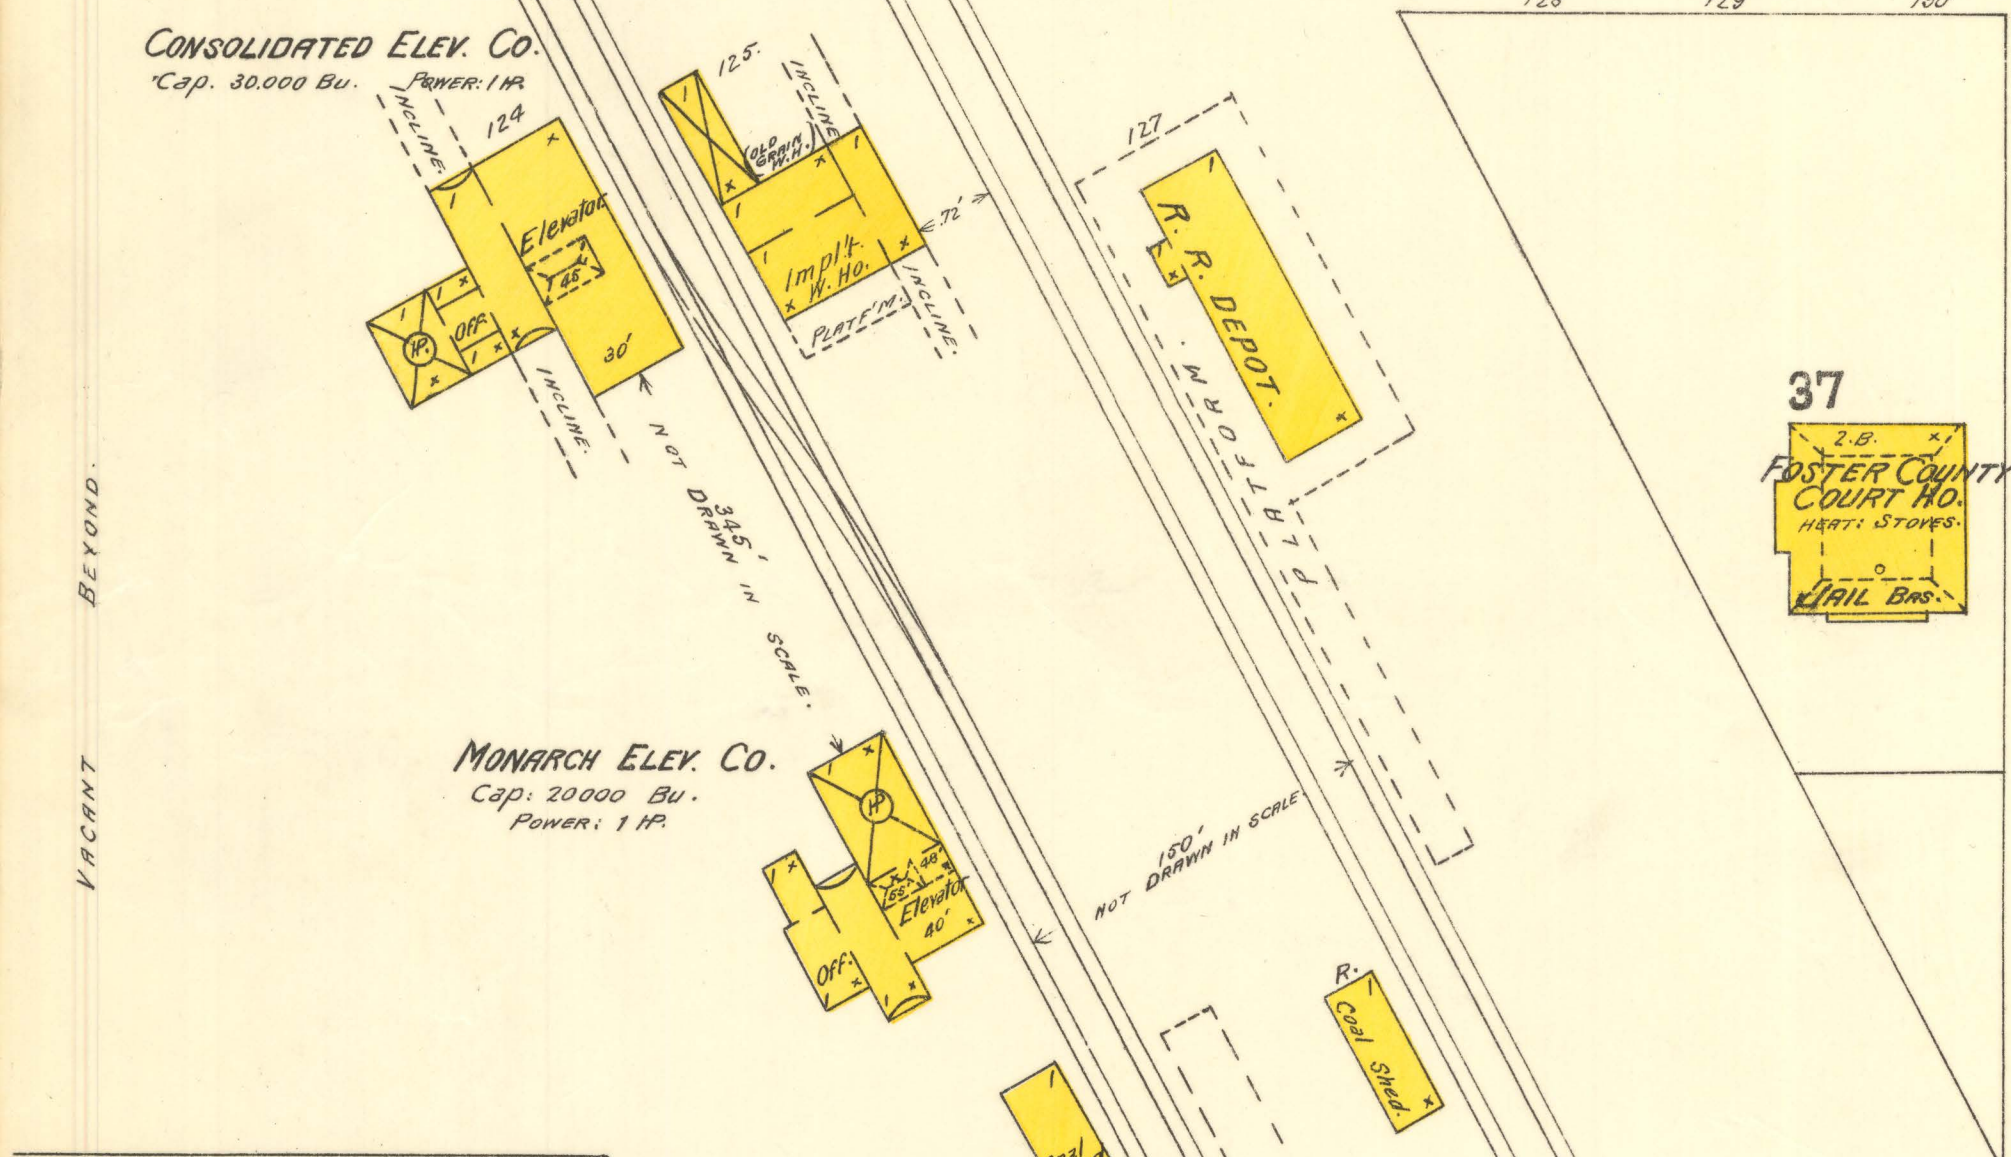 128 129 130
CONSOLIDATED ELEV. CO.
Cap. 30.000 Bu. POWER: 1 HP.
INCLINE.
124
Elevator
45'
30'
OFF.
HP.
INCLINE.
125.
INCLINE
(OLD
GRAIN
W.H.)
Impl't.
W. Ho.
PLATF'M.
INCLINE.
72'
127
R. R. DEPOT.
PLATFORM.
37
2.B.
FOSTER COUNTY
COURT HO.
HEAT: STOVES.
JAIL BAS.
345'
NOT DRAWN IN SCALE.
VACANT BEYOND.
MONARCH ELEV. CO.
Cap: 20000 Bu.
POWER: 1 HP.
HP
48'
55'
Elevator
40'
OFF.
150'
NOT DRAWN IN SCALE.
R.
Coal Shed.